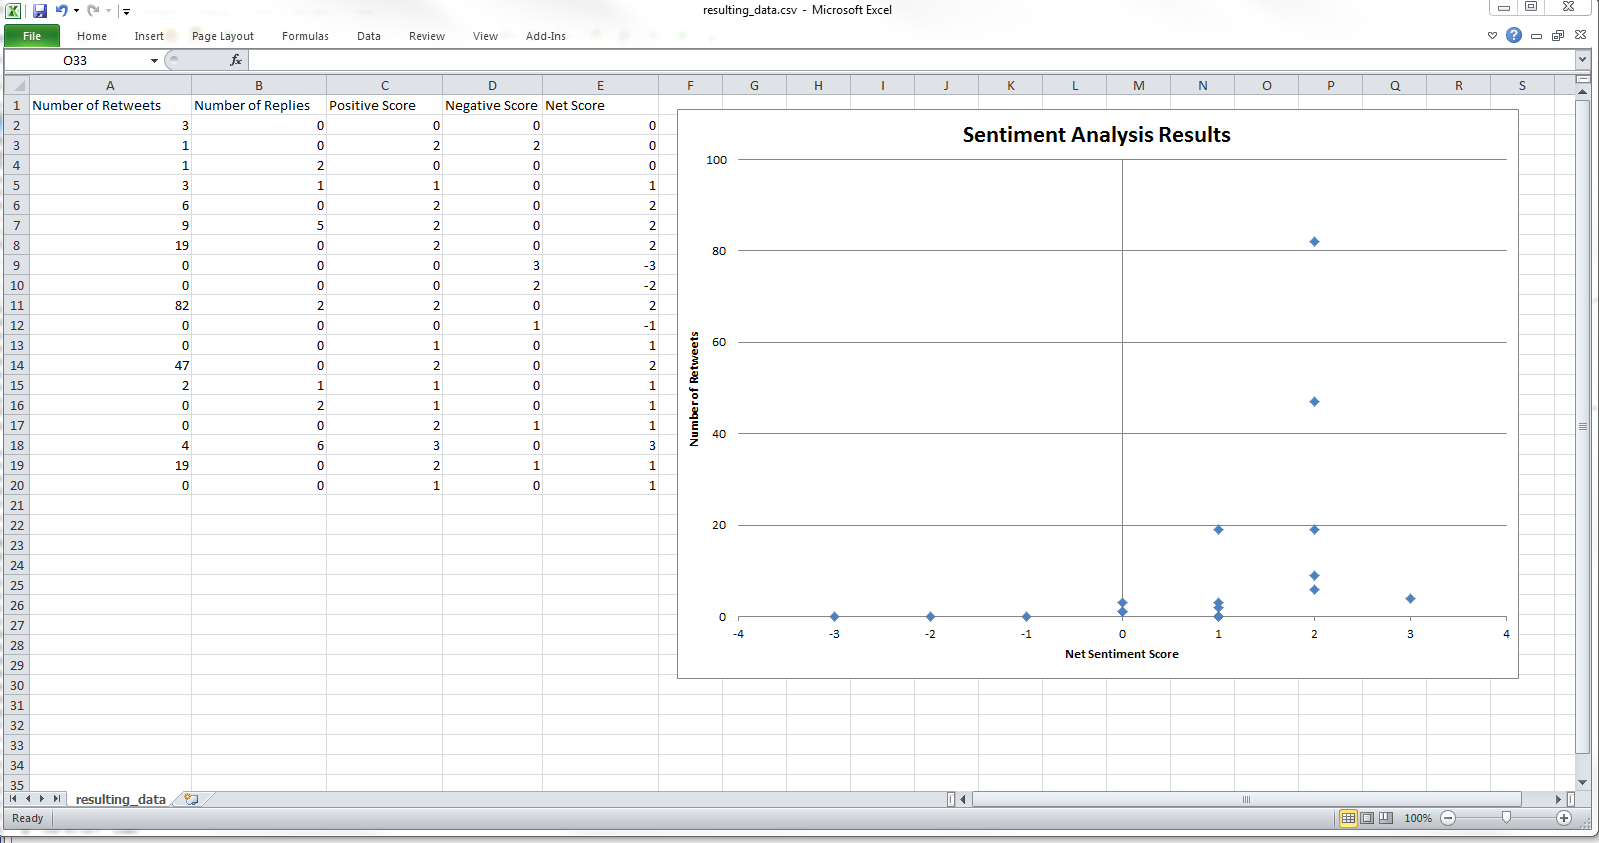 resulting_data.csv - Microsoft Excel
File Home Insert Page Layout Formulas Data Review View Add-Ins
O33 fx
A B C D E F G H I J K L M N O P Q R S
1 Number of Retweets Number of Replies Positive Score Negative Score Net Score
2 3 0 0 0 0
3 1 0 2 2 0
4 1 2 0 0 0
5 3 1 1 0 1
6 6 0 2 0 2
7 9 5 2 0 2
8 19 0 2 0 2
9 0 0 0 3 -3
10 0 0 0 2 -2
11 82 2 2 0 2
12 0 0 0 1 -1
13 0 0 1 0 1
14 47 0 2 0 2
15 2 1 1 0 1
16 0 2 1 0 1
17 0 0 2 1 1
18 4 6 3 0 3
19 19 0 2 1 1
20 0 0 1 0 1
21
22
23
24
25
26
27
28
29
30
31
32
33
34
35
Sentiment Analysis Results
100
80
60
40
20
0
Number of Retweets
-4 -3 -2 -1 0 1 2 3 4
Net Sentiment Score
resulting_data
Ready 100%